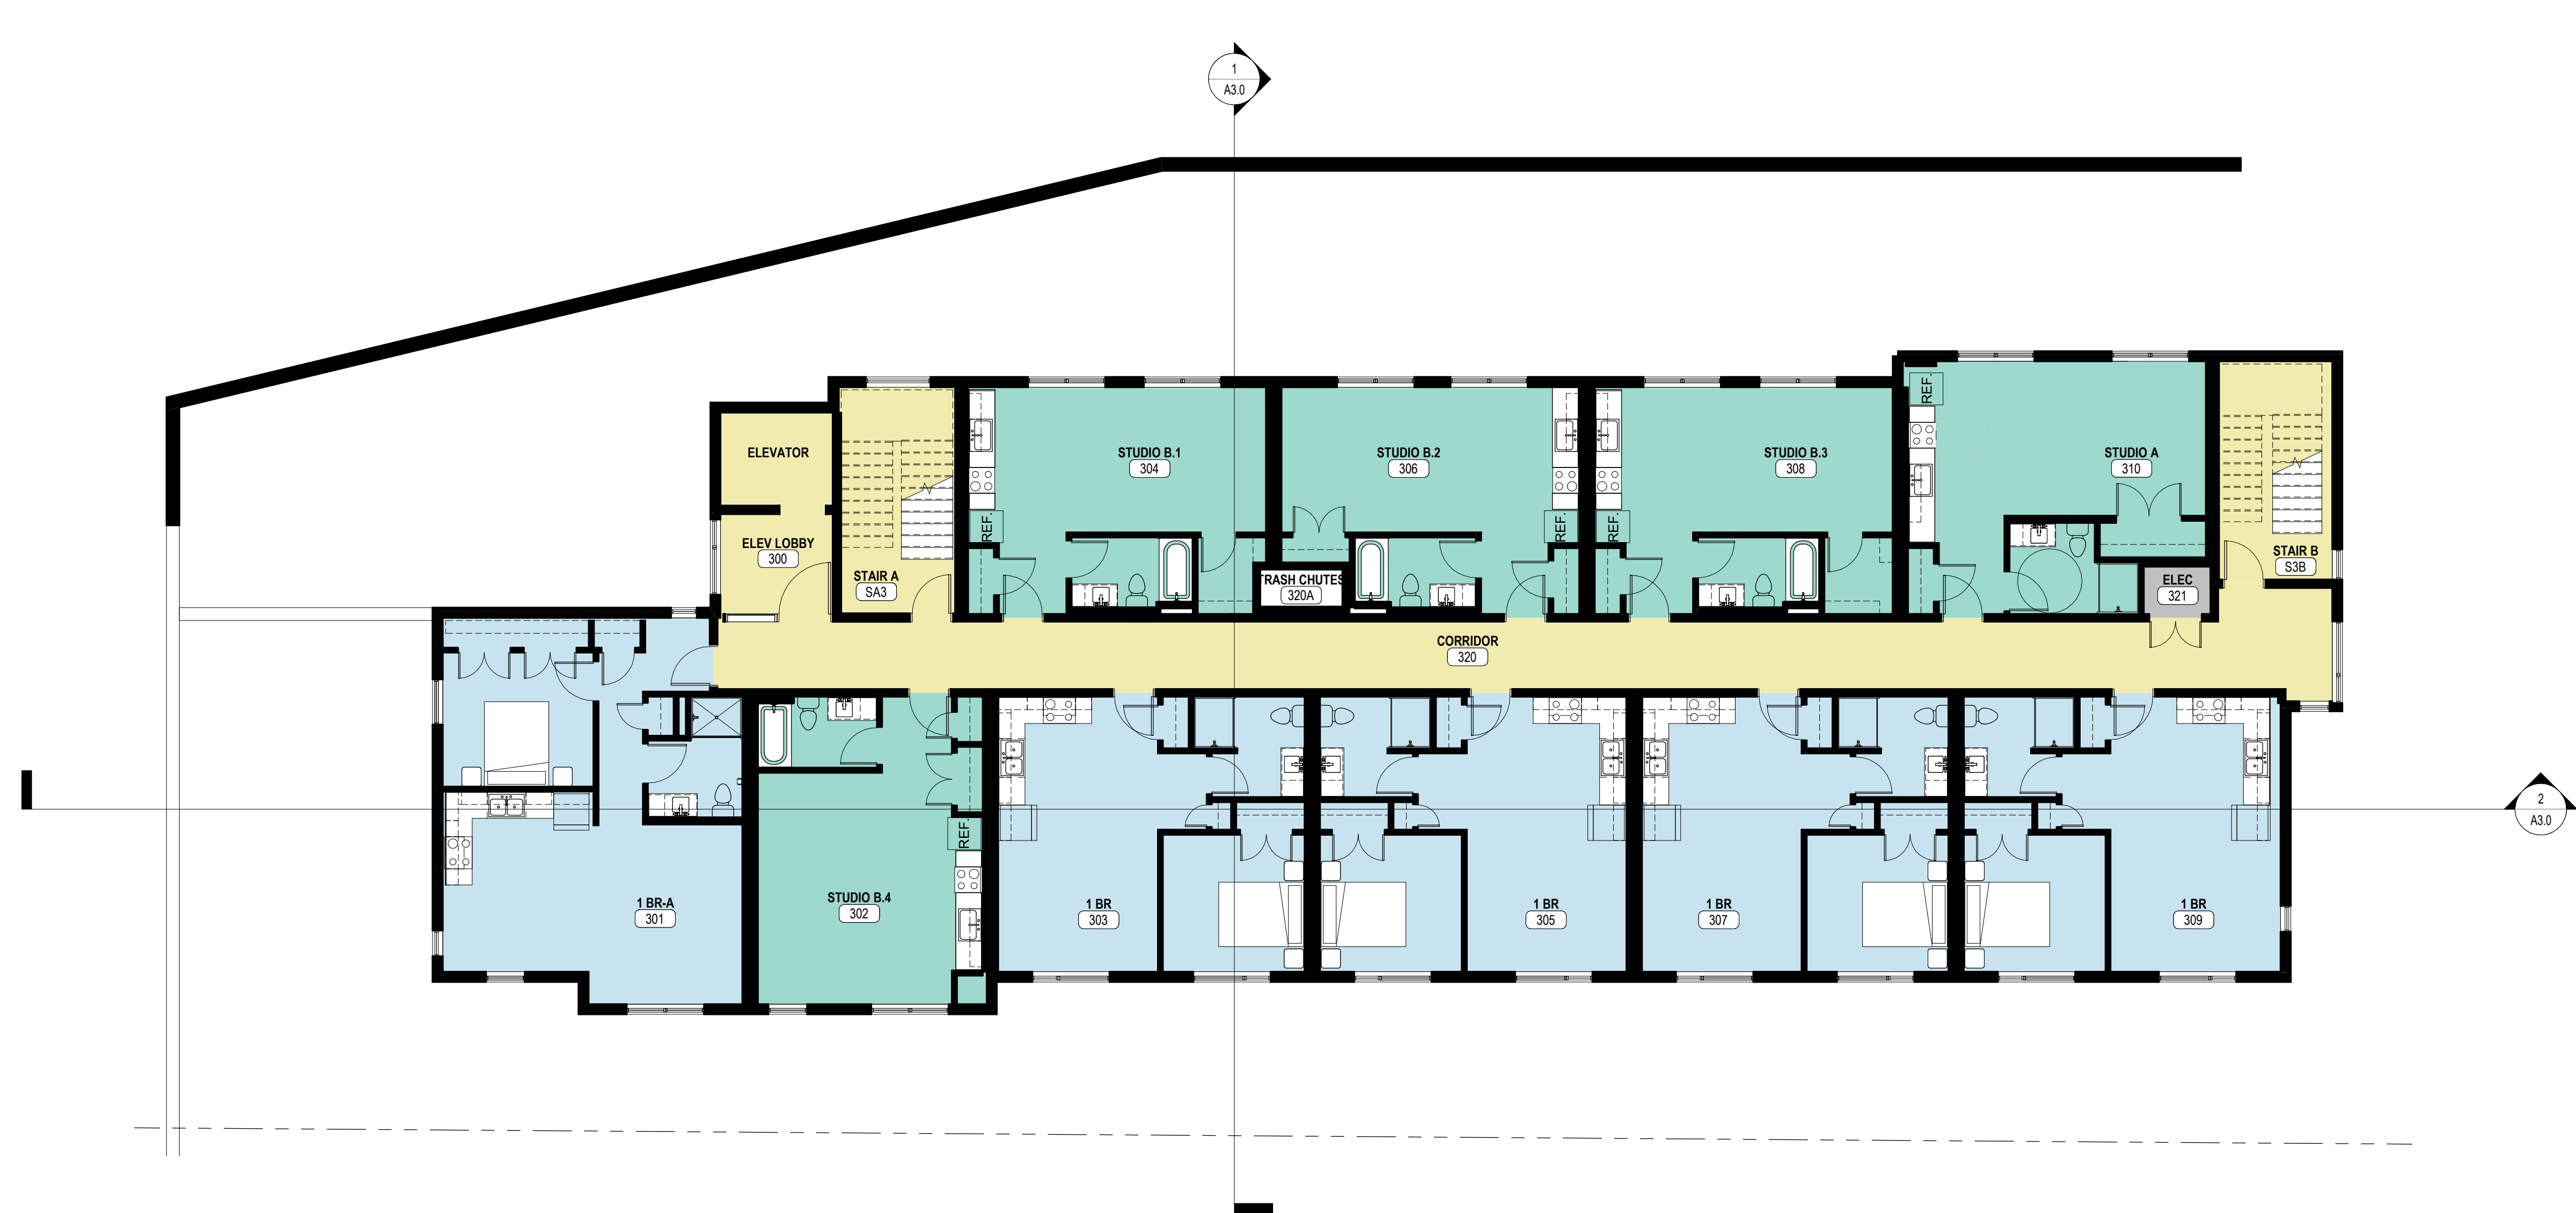 1
A3.0
ELEVATOR
STUDIO B.1
304
STUDIO B.2
306
STUDIO B.3
308
REF.
STUDIO A
310
REF.
REF.
REF.
ELEV LOBBY
300
STAIR A
SA3
TRASH CHUTES
320A
ELEC
321
STAIR B
S3B
CORRIDOR
320
REF.
2
A3.0
1 BR-A
301
STUDIO B.4
302
1 BR
303
1 BR
305
1 BR
307
1 BR
309